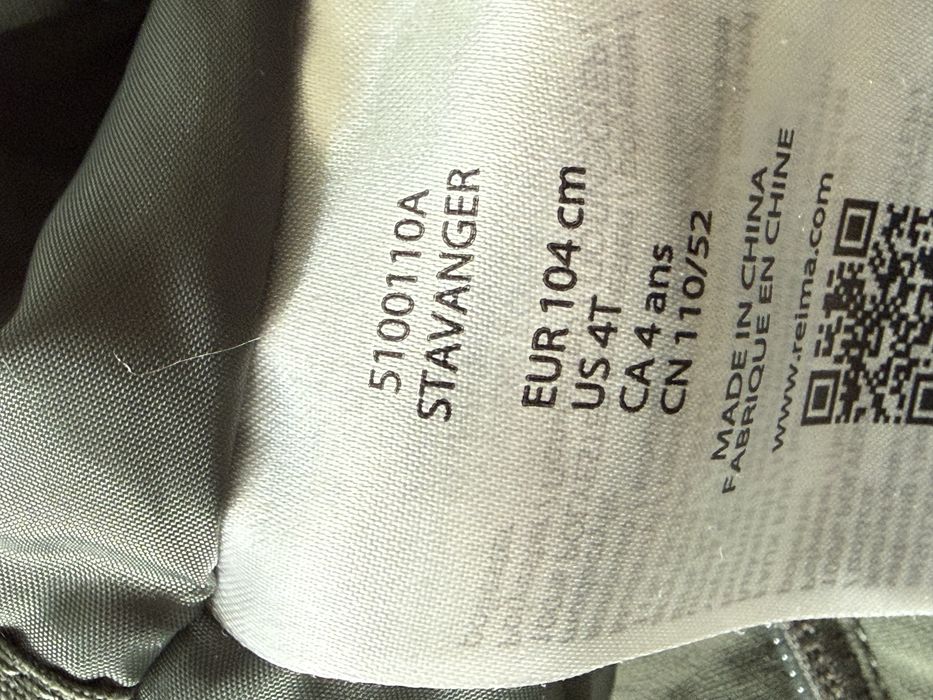 5100110A
STAVANGER
EUR 104 cm
US 4T
CA 4 ans
CN 110/52
MADE IN CHINA
FABRIQUE EN CHINE
www.reima.com